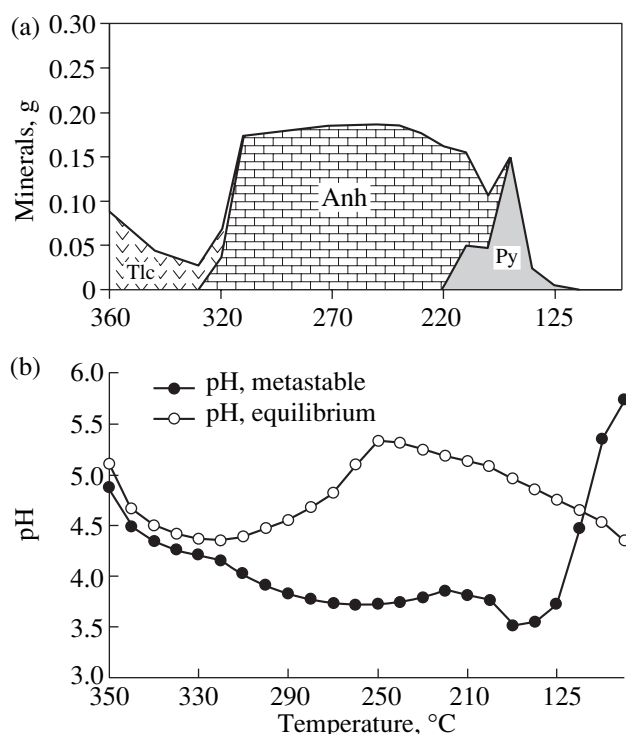 (a)
0.30
0.25
0.20
0.15
0.10
0.05
0
Minerals, g
Tlc
Anh
Py
360 320 270 220 125
(b)
6.0
5.5
5.0
4.5
4.0
3.5
3.0
pH
pH, metastable
pH, equilibrium
350 330 290 250 210 125
Temperature, °C